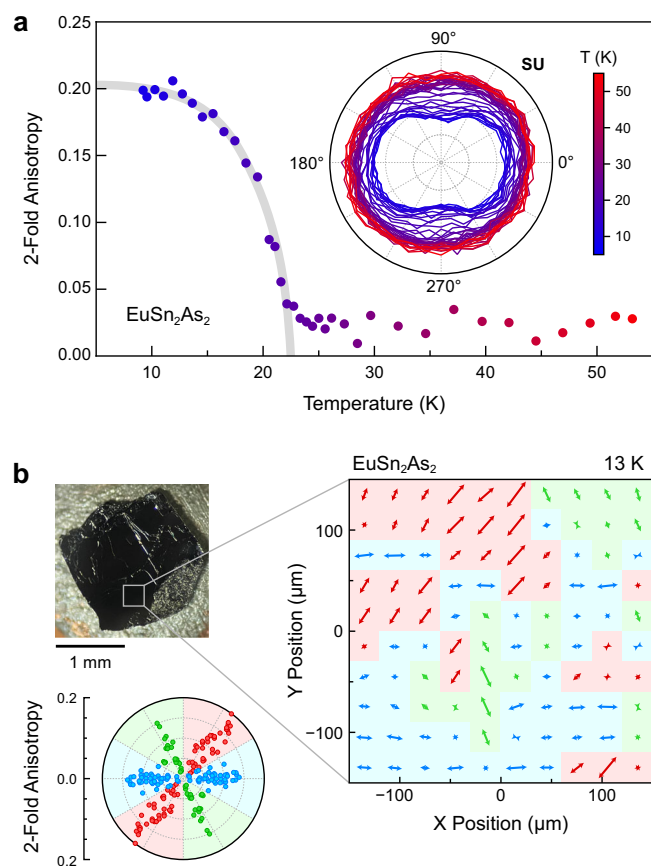 a
2-Fold Anisotropy
0.20
0.15
0.10
0.05
0.00
EuSn₂As₂
10 20 30 40 50
Temperature (K)
90°
SU
180°
0°
270°
T (K)
50
40
30
20
10
b
1 mm
EuSn₂As₂ 13 K
Y Position (µm)
100
0
−100
−100 0 100
X Position (µm)
2-Fold Anisotropy
0.2
0.0
0.2